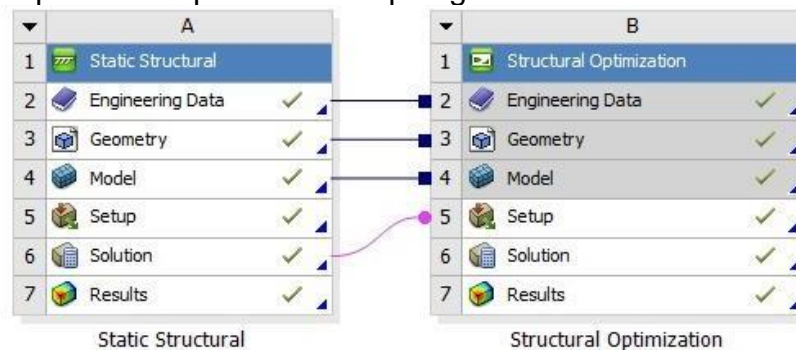 A
1 Static Structural
2 Engineering Data
3 Geometry
4 Model
5 Setup
6 Solution
7 Results
Static Structural
B
1 Structural Optimization
2 Engineering Data
3 Geometry
4 Model
5 Setup
6 Solution
7 Results
Structural Optimization